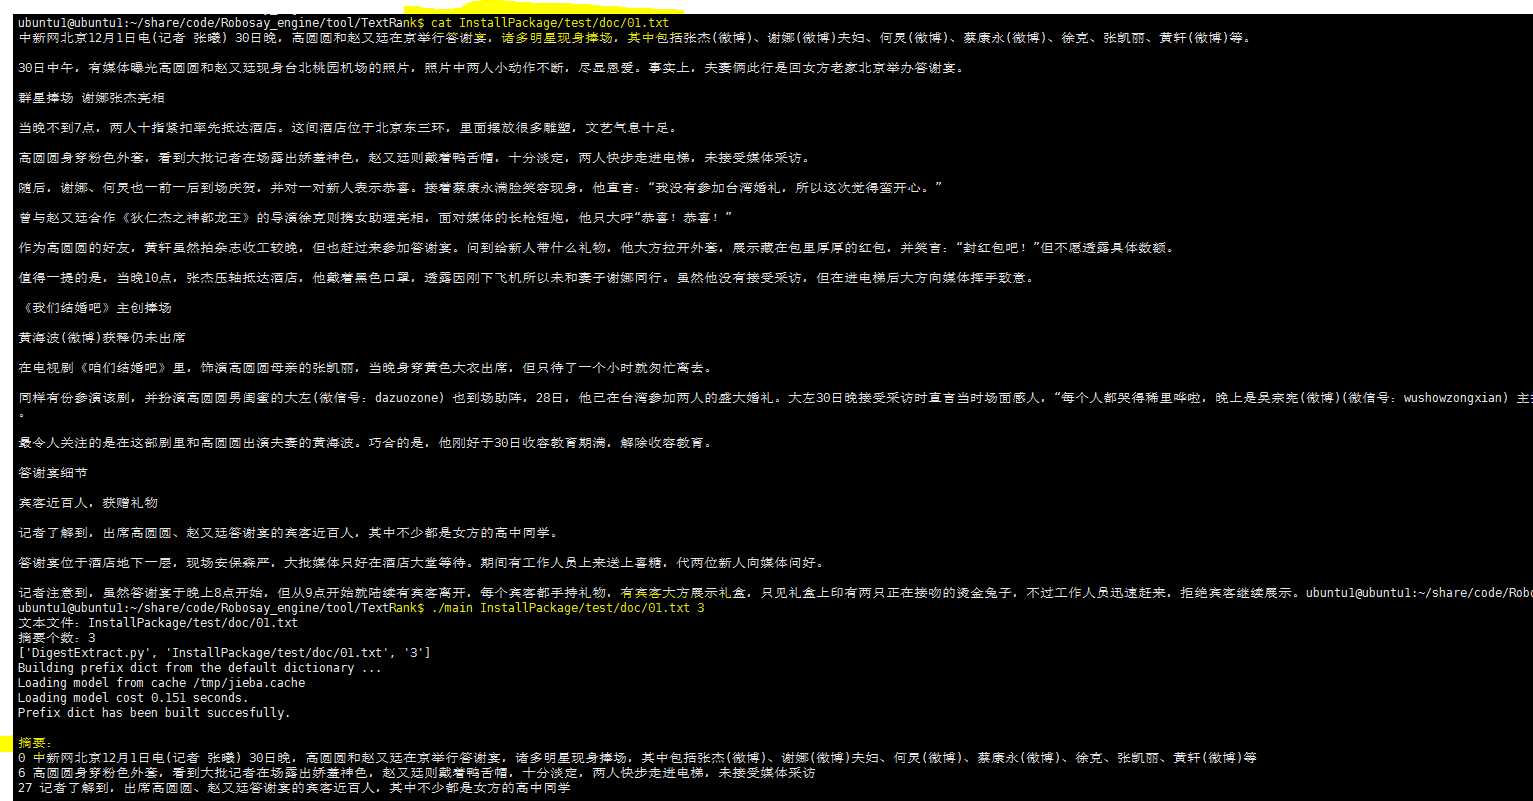 ubuntu1@ubuntu1:~/share/code/Robosay_engine/tool/TextRank$ cat InstallPackage/test/doc/01.txt
中新网北京12月1日电(记者 张曦) 30日晚，高圆圆和赵又廷在京举行答谢宴，诸多明星现身捧场，其中包括张杰(微博)、谢娜(微博)夫妇、何炅(微博)、蔡康永(微博)、徐克、张凯丽、黄轩(微博)等。
30日中午，有媒体曝光高圆圆和赵又廷现身台北桃园机场的照片，照片中两人小动作不断，尽显恩爱。事实上，夫妻俩此行是回女方老家北京举办答谢宴。
群星捧场 谢娜张杰亮相
当晚不到7点，两人十指紧扣率先抵达酒店。这间酒店位于北京东三环，里面摆放很多雕塑，文艺气息十足。
高圆圆身穿粉色外套，看到大批记者在场露出娇羞神色，赵又廷则戴着鸭舌帽，十分淡定，两人快步走进电梯，未接受媒体采访。
随后，谢娜、何炅也一前一后到场庆贺，并对一对新人表示恭喜。接着蔡康永满脸笑容现身，他直言：“我没有参加台湾婚礼，所以这次觉得蛮开心。”
曾与赵又廷合作《狄仁杰之神都龙王》的导演徐克则携女助理亮相，面对媒体的长枪短炮，他只大呼“恭喜！恭喜！”
作为高圆圆的好友，黄轩虽然拍杂志收工较晚，但也赶过来参加答谢宴。问到给新人带什么礼物，他大方拉开外套，展示藏在包里厚厚的红包，并笑言：“封红包吧！”但不愿透露具体数额。
值得一提的是，当晚10点，张杰压轴抵达酒店，他戴着黑色口罩，透露因刚下飞机所以未和妻子谢娜同行。虽然他没有接受采访，但在进电梯后大方向媒体挥手致意。
《我们结婚吧》主创捧场
黄海波(微博)获释仍未出席
在电视剧《咱们结婚吧》里，饰演高圆圆母亲的张凯丽，当晚身穿黄色大衣出席，但只待了一个小时就匆忙离去。
同样有份参演该剧，并扮演高圆圆男闺蜜的大左(微信号：dazuozone) 也到场助阵，28日，他已在台湾参加两人的盛大婚礼。大左30日晚接受采访时直言当时场面感人，“每个人都哭得稀里哗啦，晚上是吴宗宪(微博)(微信号：wushowzongxian) 主
。
最令人关注的是在这部剧里和高圆圆出演夫妻的黄海波。巧合的是，他刚好于30日收容教育期满，解除收容教育。
答谢宴细节
宾客近百人，获赠礼物
记者了解到，出席高圆圆、赵又廷答谢宴的宾客近百人，其中不少都是女方的高中同学。
答谢宴位于酒店地下一层，现场安保森严，大批媒体只好在酒店大堂等待。期间有工作人员上来送上喜糖，代两位新人向媒体问好。
记者注意到，虽然答谢宴于晚上8点开始，但从9点开始就陆续有宾客离开，每个宾客都手持礼物，有宾客大方展示礼盒，只见礼盒上印有两只正在接吻的烫金兔子，不过工作人员迅速赶来，拒绝宾客继续展示。ubuntu1@ubuntu1:~/share/code/Robo
ubuntu1@ubuntu1:~/share/code/Robosay_engine/tool/TextRank$ ./main InstallPackage/test/doc/01.txt 3
文本文件：InstallPackage/test/doc/01.txt
摘要个数：3
['DigestExtract.py', 'InstallPackage/test/doc/01.txt', '3']
Building prefix dict from the default dictionary ...
Loading model from cache /tmp/jieba.cache
Loading model cost 0.151 seconds.
Prefix dict has been built succesfully.
摘要：
0 中新网北京12月1日电(记者 张曦) 30日晚，高圆圆和赵又廷在京举行答谢宴，诸多明星现身捧场，其中包括张杰(微博)、谢娜(微博)夫妇、何炅(微博)、蔡康永(微博)、徐克、张凯丽、黄轩(微博)等
6 高圆圆身穿粉色外套，看到大批记者在场露出娇羞神色，赵又廷则戴着鸭舌帽，十分淡定，两人快步走进电梯，未接受媒体采访
27 记者了解到，出席高圆圆、赵又廷答谢宴的宾客近百人，其中不少都是女方的高中同学